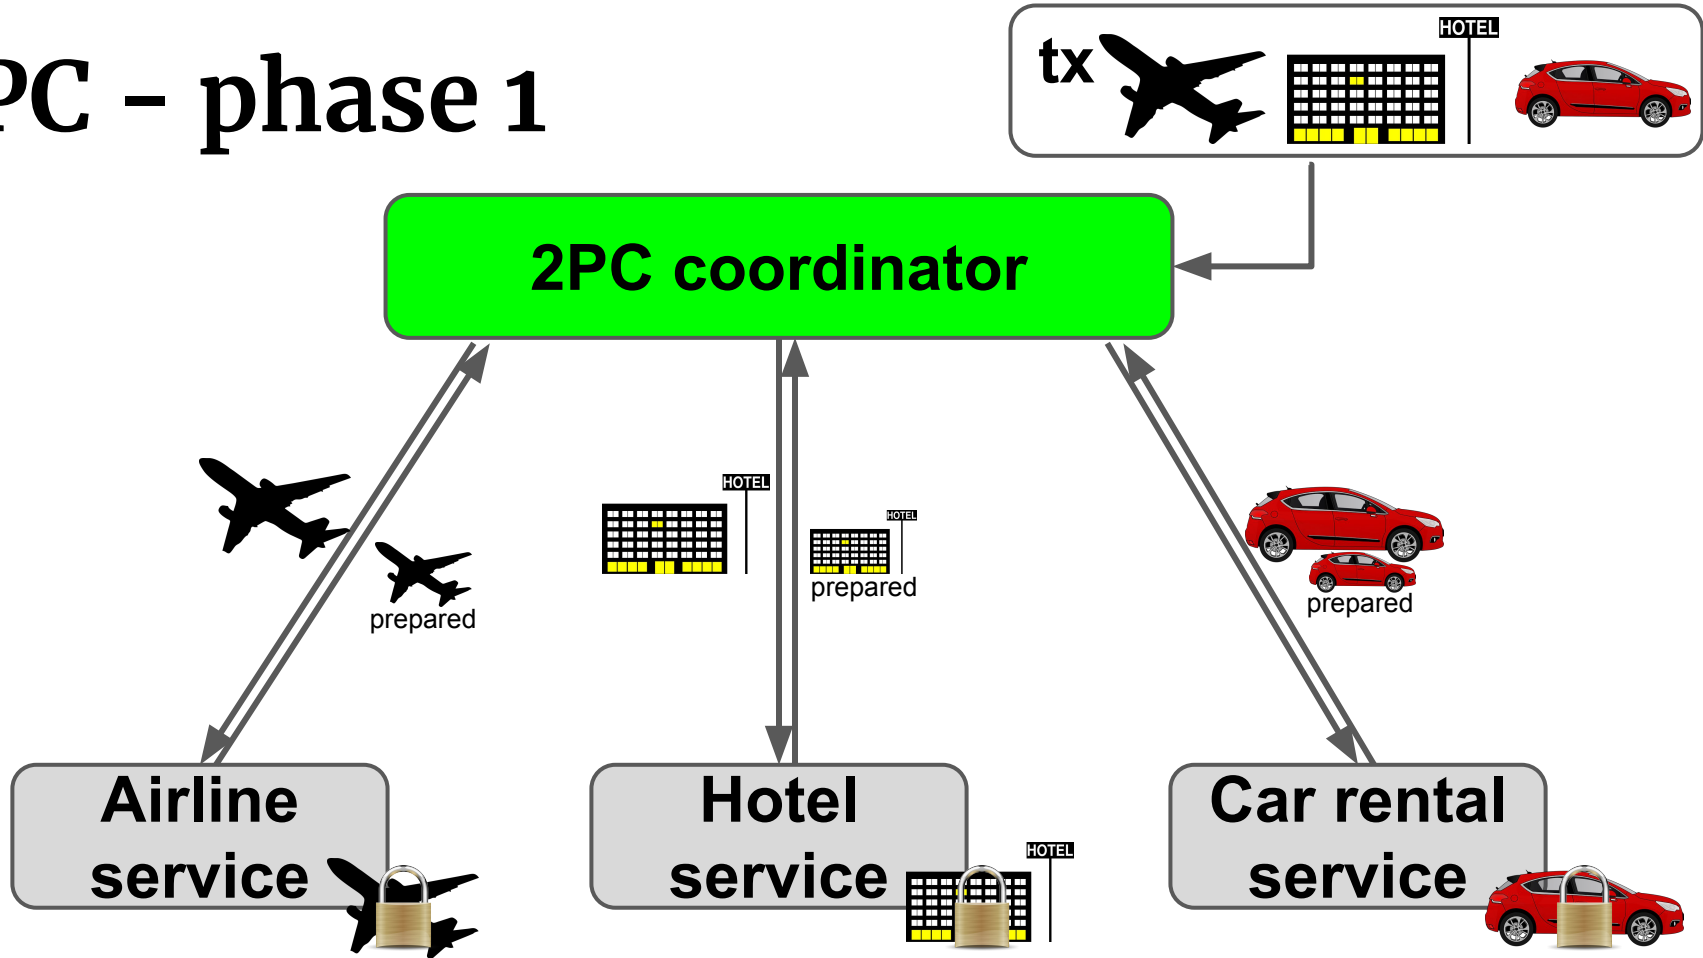 PC – phase 1
tx
HOTEL
2PC coordinator
HOTEL
HOTEL
prepared
prepared
prepared
Airline
service
Hotel
service
HOTEL
Car rental
service